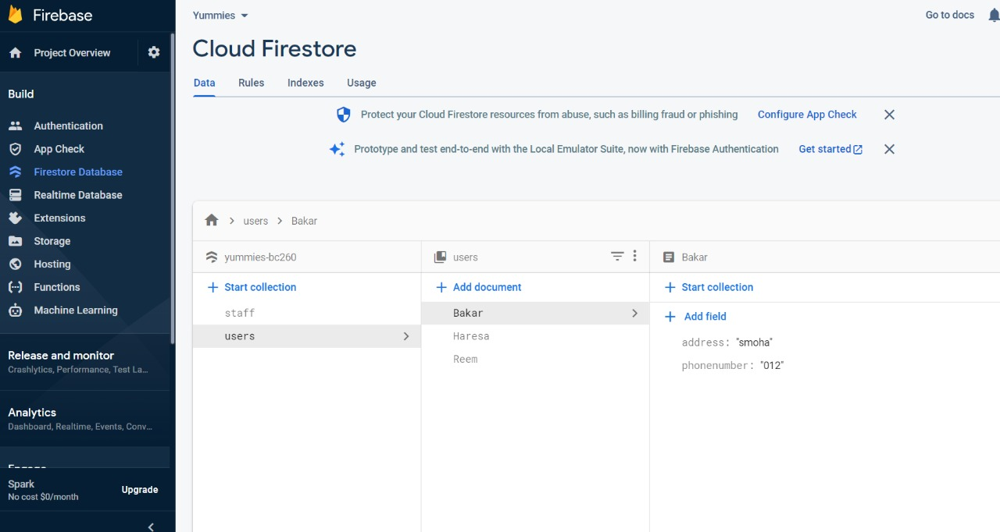 Firebase
Project Overview
Build
Authentication
App Check
Firestore Database
Realtime Database
Extensions
Storage
Hosting
Functions
Machine Learning
Release and monitor
Crashlytics, Performance, Test La...
Analytics
Dashboard, Realtime, Events, Conv...
Engage
Spark
No cost $0/month
Upgrade
Yummies
Go to docs
Cloud Firestore
Data Rules Indexes Usage
Protect your Cloud Firestore resources from abuse, such as billing fraud or phishing Configure App Check
Prototype and test end-to-end with the Local Emulator Suite, now with Firebase Authentication Get started
users Bakar
yummies-bc260
Start collection
staff
users
users
Add document
Bakar
Haresa
Reem
Bakar
Start collection
Add field
address: "smoha"
phonenumber: "012"